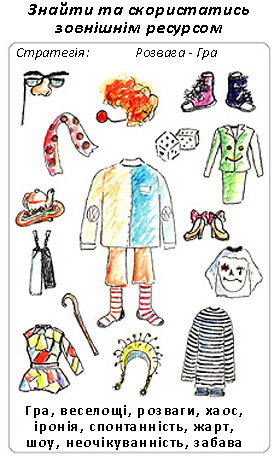 Знайти та скористатись
зовнішнім ресурсом
Стратегія: Розвага - Гра
Гра, веселощі, розваги, хаос,
іронія, спонтанність, жарт,
шоу, неочікуванність, забава